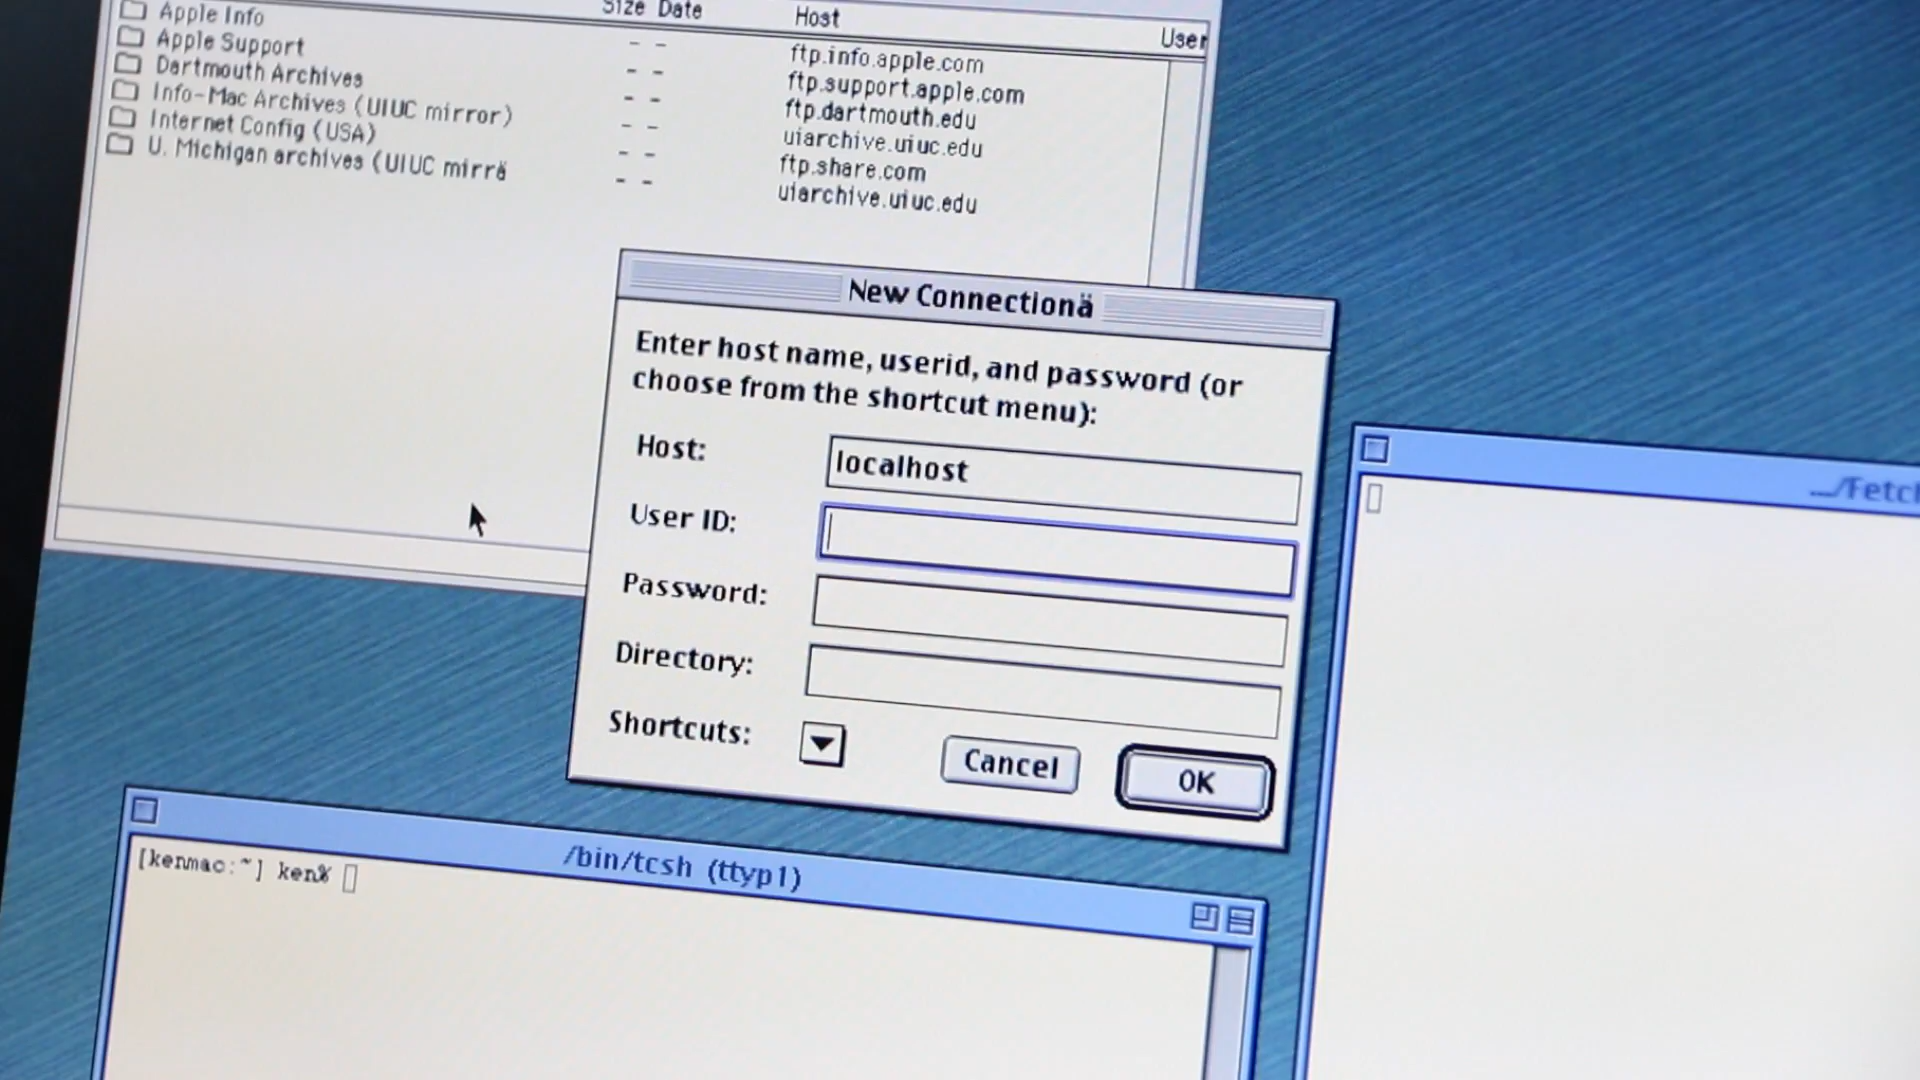 Size Date Host User
Apple Info - - ftp.info.apple.com
Apple Support - - ftp.support.apple.com
Dartmouth Archives - - ftp.dartmouth.edu
Info-Mac Archives (UIUC mirror) - - uiarchive.uiuc.edu
Internet Config (USA) - - ftp.share.com
U. Michigan archives (UIUC mirrä - - uiarchive.uiuc.edu
New Connectionä
Enter host name, userid, and password (or
choose from the shortcut menu):
Host: localhost
User ID:
Password:
Directory:
Shortcuts:
Cancel OK
.../Fetch
/bin/tcsh (ttyp1)
[kenmac:~] ken%